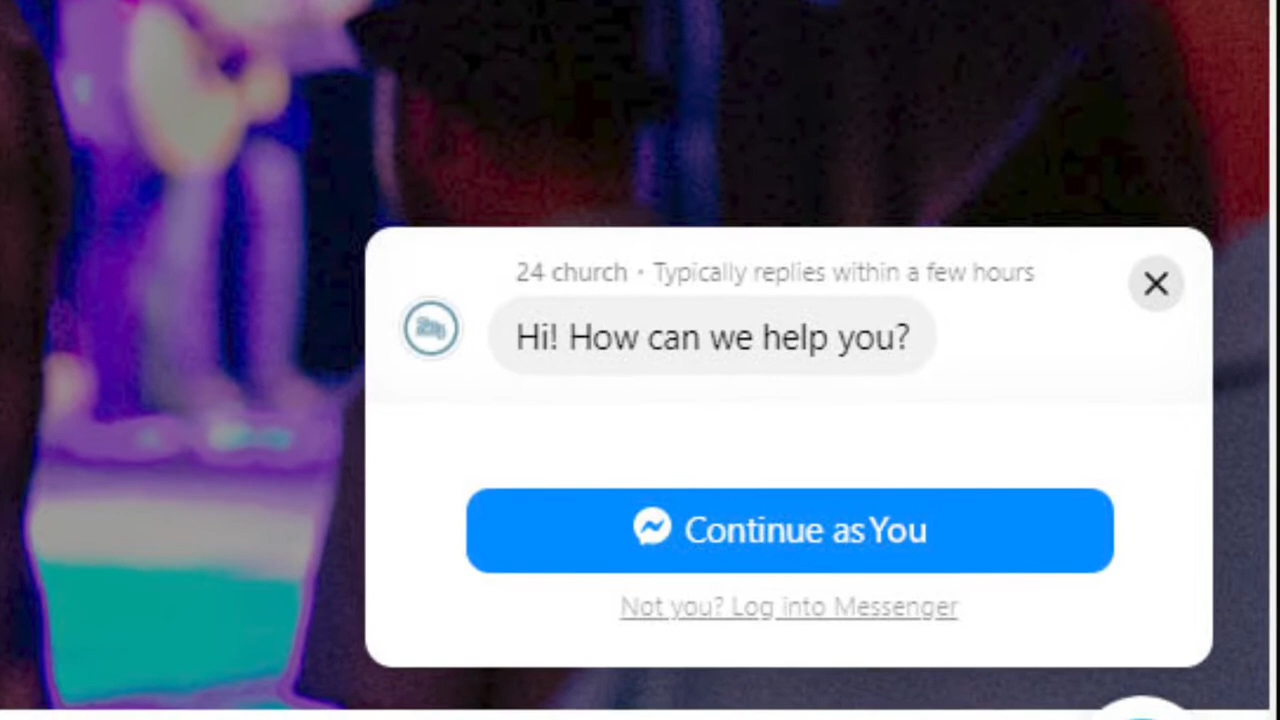 24 church · Typically replies within a few hours
Hi! How can we help you?
Continue as You
Not you? Log into Messenger